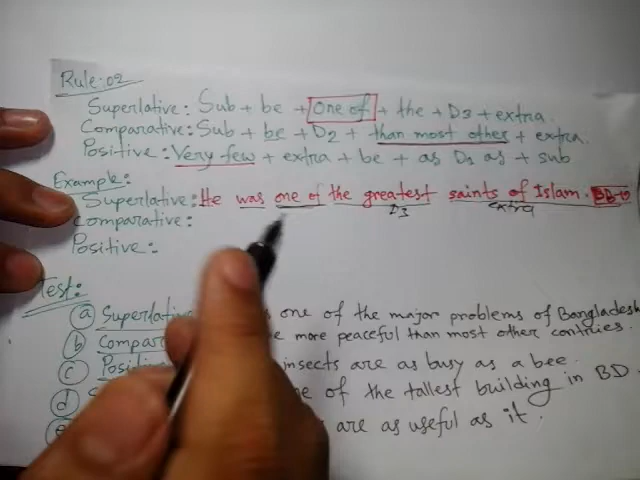 Rule:02
Superlative: Sub + be + one of + the + D3 + extra
Comparative: Sub + be + D2 + than most other + extra.
Positive: Very few + extra + be + as D1 as + sub
Example:
Superlative: He was one of the greatest saints of Islam.
D3 extra
Comparative:
Positive:
Test:
a Superlati one of the major problems of Bangladesh
b Compar more peaceful than most other contries.
c Positi insects are as busy as a bee.
d of the tallest building in BD.
are as useful as it.